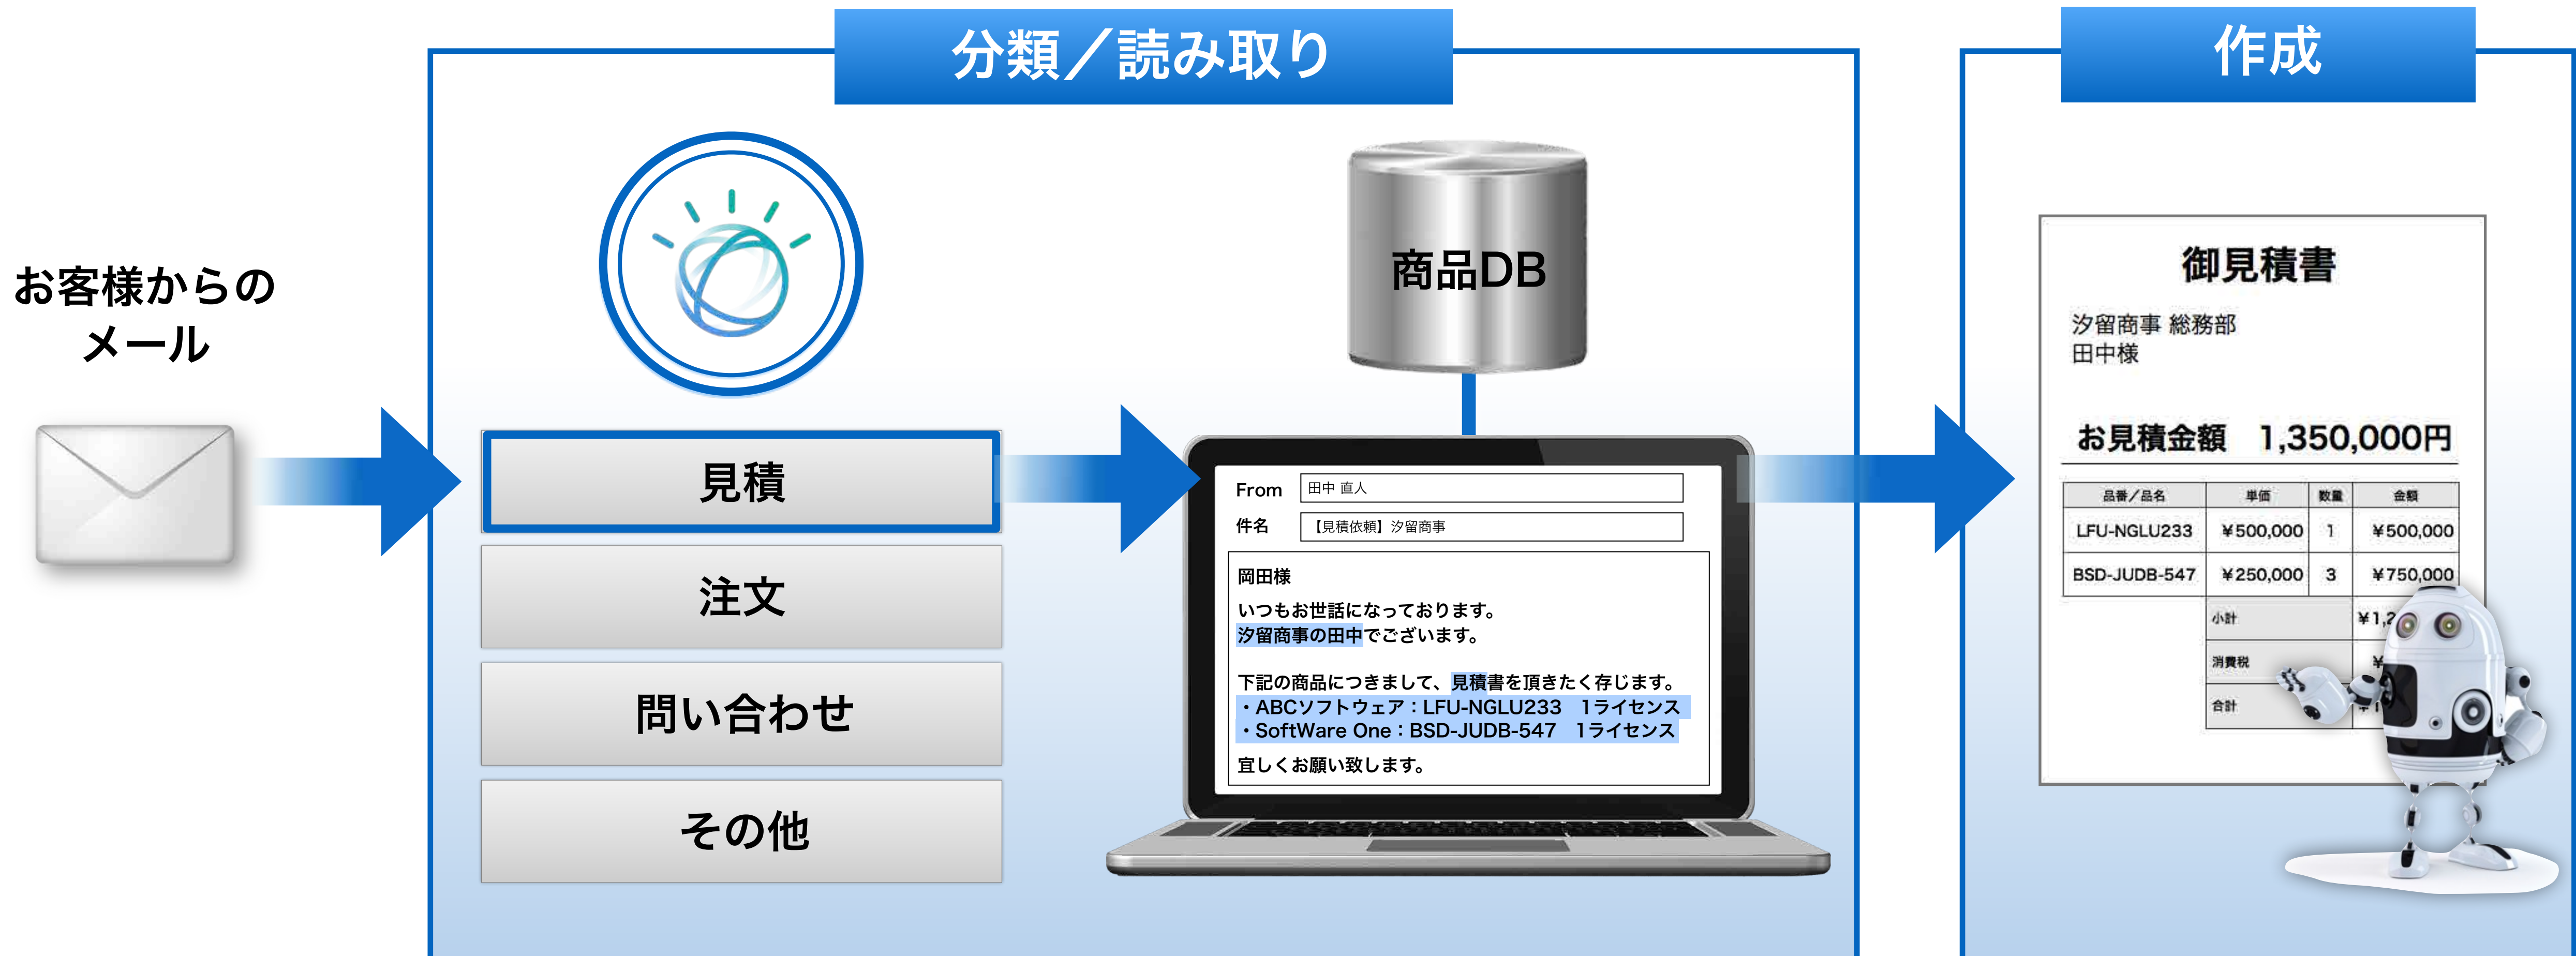 お客様からの
メール
分類／読み取り
見積
注文
問い合わせ
その他
商品DB
From 田中 直人
件名 【見積依頼】汐留商事
岡田様
いつもお世話になっております。
汐留商事の田中でございます。
下記の商品につきまして、見積書を頂きたく存じます。
・ABCソフトウェア：LFU-NGLU233 1ライセンス
・SoftWare One：BSD-JUDB-547 1ライセンス
宜しくお願い致します。
作成
御見積書
汐留商事 総務部
田中様
お見積金額 1,350,000円
品番／品名 単価 数量 金額
LFU-NGLU233 ¥500,000 1 ¥500,000
BSD-JUDB-547 ¥250,000 3 ¥750,000
小計 ¥1,2
消費税 ¥
合計 ¥1